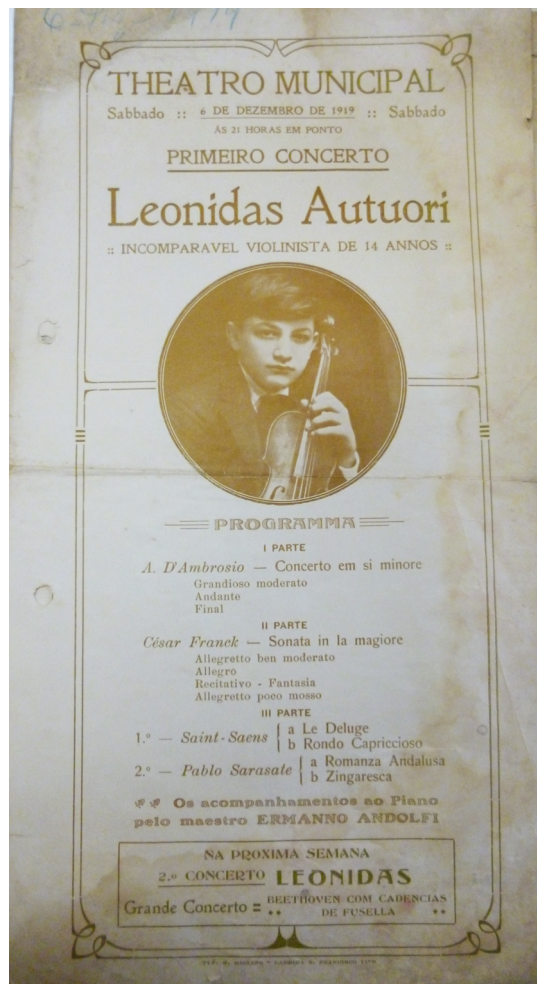 1919
THEATRO MUNICIPAL
Sabbado :: 6 DE DEZEMBRO DE 1919 :: Sabbado
ÀS 21 HORAS EM PONTO
PRIMEIRO CONCERTO
Leonidas Autuori
:: INCOMPARAVEL VIOLINISTA DE 14 ANNOS ::
PROGRAMMA
I PARTE
A. D'Ambrosio — Concerto em si minore
Grandioso moderato
Andante
Final
II PARTE
César Franck — Sonata in la magiore
Allegretto ben moderato
Allegro
Recitativo - Fantasia
Allegretto poco mosso
III PARTE
1.º — Saint-Saens { a Le Deluge
b Rondo Capriccioso
2.º — Pablo Sarasate { a Romanza Andalusa
b Zingaresca
Os acompanhamentos ao Piano
pelo maestro ERMANNO ANDOLFI
NA PROXIMA SEMANA
2.º CONCERTO LEONIDAS
Grande Concerto = BEETHOVEN COM CADENCIAS
DE FUSELLA